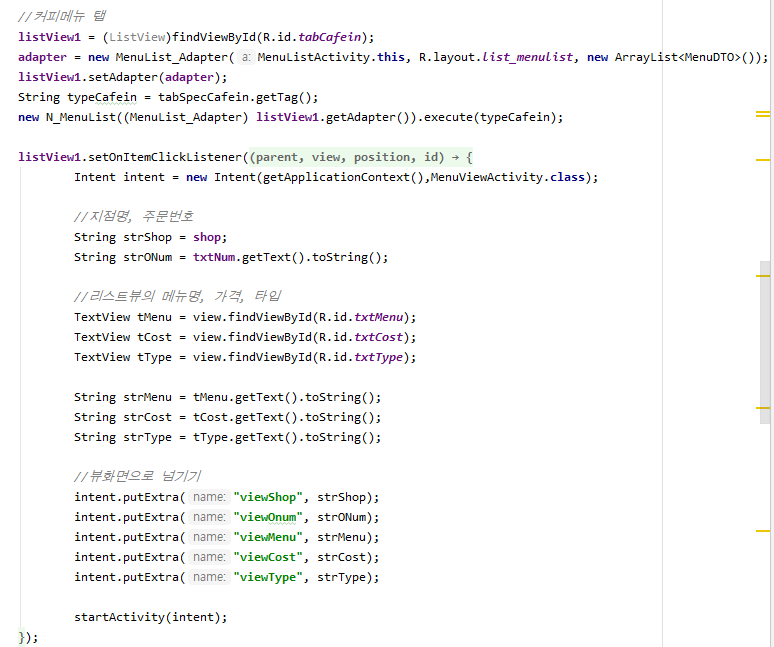 //커피메뉴 탭
listView1 = (ListView)findViewById(R.id.tabCafein);
adapter = new MenuList_Adapter( a: MenuListActivity.this, R.layout.list_menulist, new ArrayList<MenuDTO>());
listView1.setAdapter(adapter);
String typeCafein = tabSpecCafein.getTag();
new N_MenuList((MenuList_Adapter) listView1.getAdapter()).execute(typeCafein);
listView1.setOnItemClickListener((parent, view, position, id) → {
Intent intent = new Intent(getApplicationContext(),MenuViewActivity.class);
//지점명, 주문번호
String strShop = shop;
String strONum = txtNum.getText().toString();
//리스트뷰의 메뉴명, 가격, 타입
TextView tMenu = view.findViewById(R.id.txtMenu);
TextView tCost = view.findViewById(R.id.txtCost);
TextView tType = view.findViewById(R.id.txtType);
String strMenu = tMenu.getText().toString();
String strCost = tCost.getText().toString();
String strType = tType.getText().toString();
//뷰화면으로 넘기기
intent.putExtra( name: "viewShop", strShop);
intent.putExtra( name: "viewOnum", strONum);
intent.putExtra( name: "viewMenu", strMenu);
intent.putExtra( name: "viewCost", strCost);
intent.putExtra( name: "viewType", strType);
startActivity(intent);
});